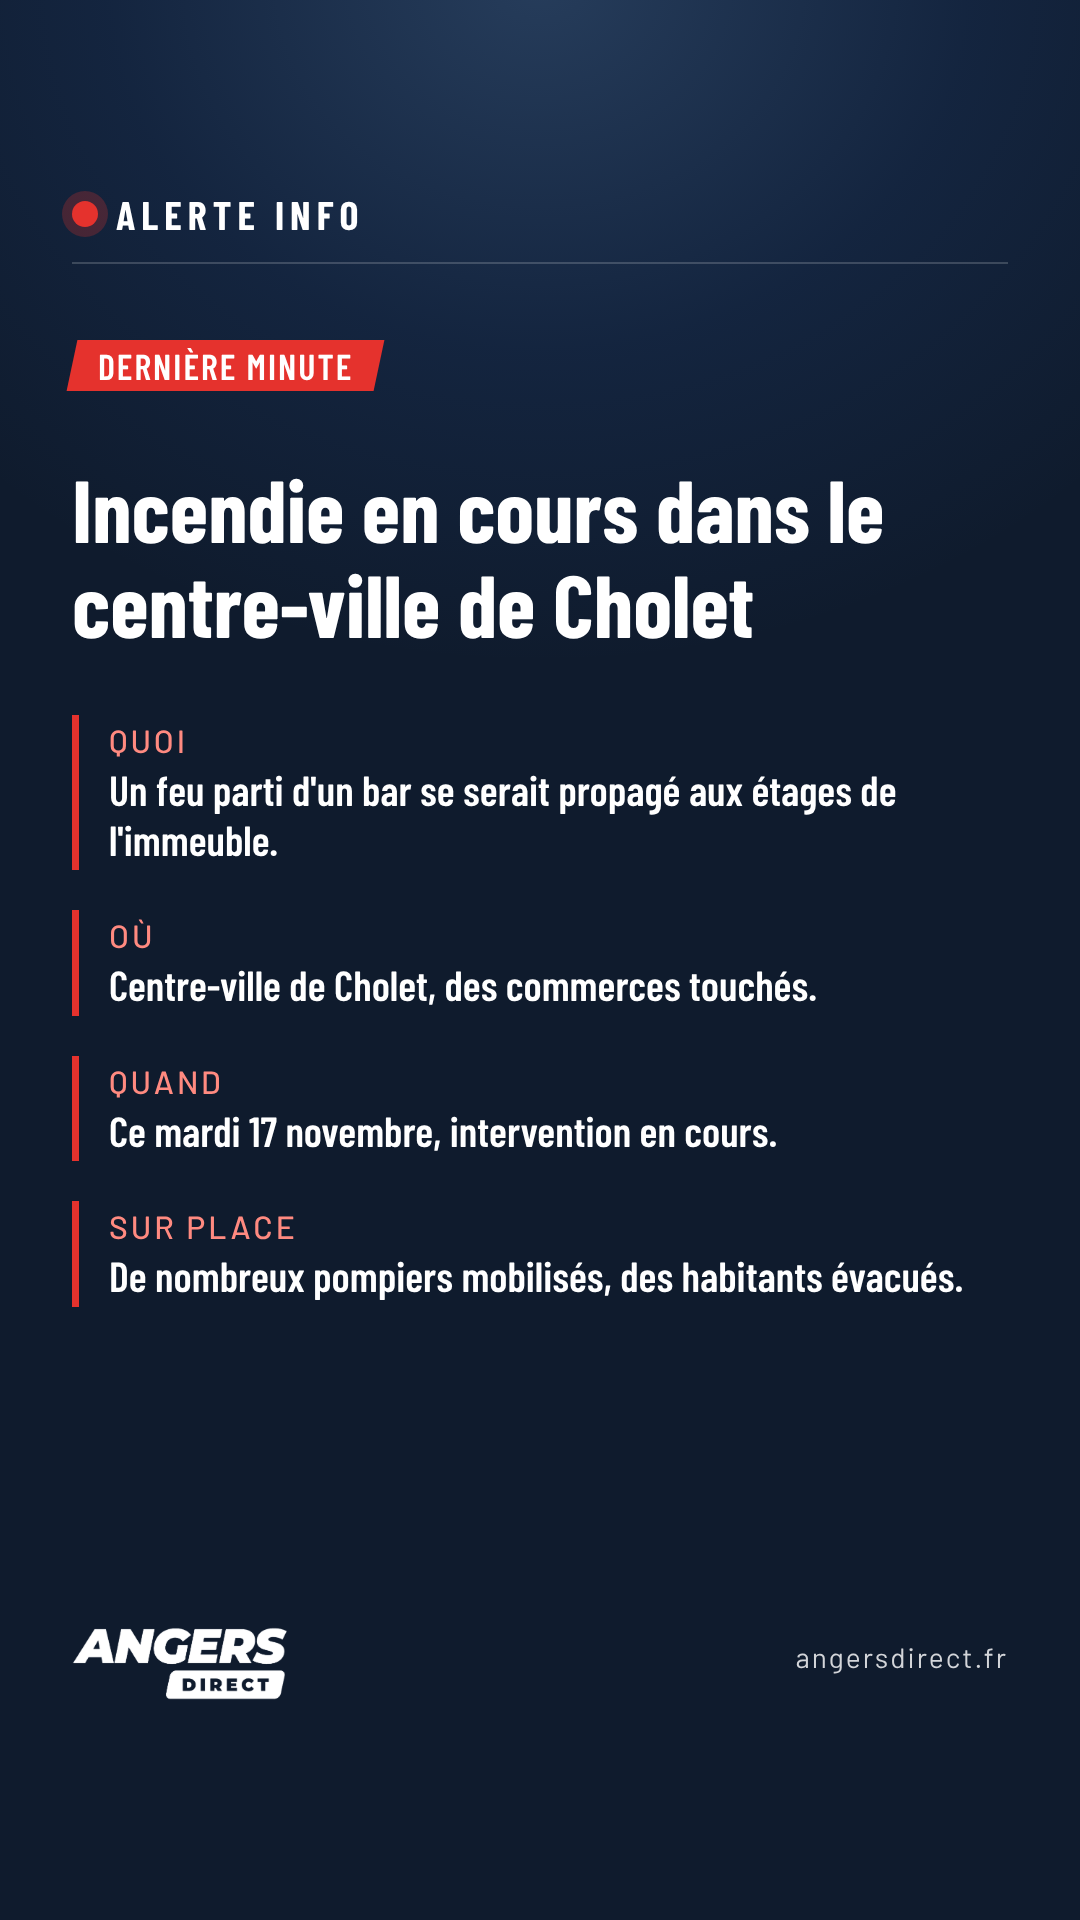 ALERTE INFO
DERNIÈRE MINUTE
Incendie en cours dans le
centre-ville de Cholet
QUOI
Un feu parti d'un bar se serait propagé aux étages de
l'immeuble.
OÙ
Centre-ville de Cholet, des commerces touchés.
QUAND
Ce mardi 17 novembre, intervention en cours.
SUR PLACE
De nombreux pompiers mobilisés, des habitants évacués.
ANGERS
DIRECT
angersdirect.fr